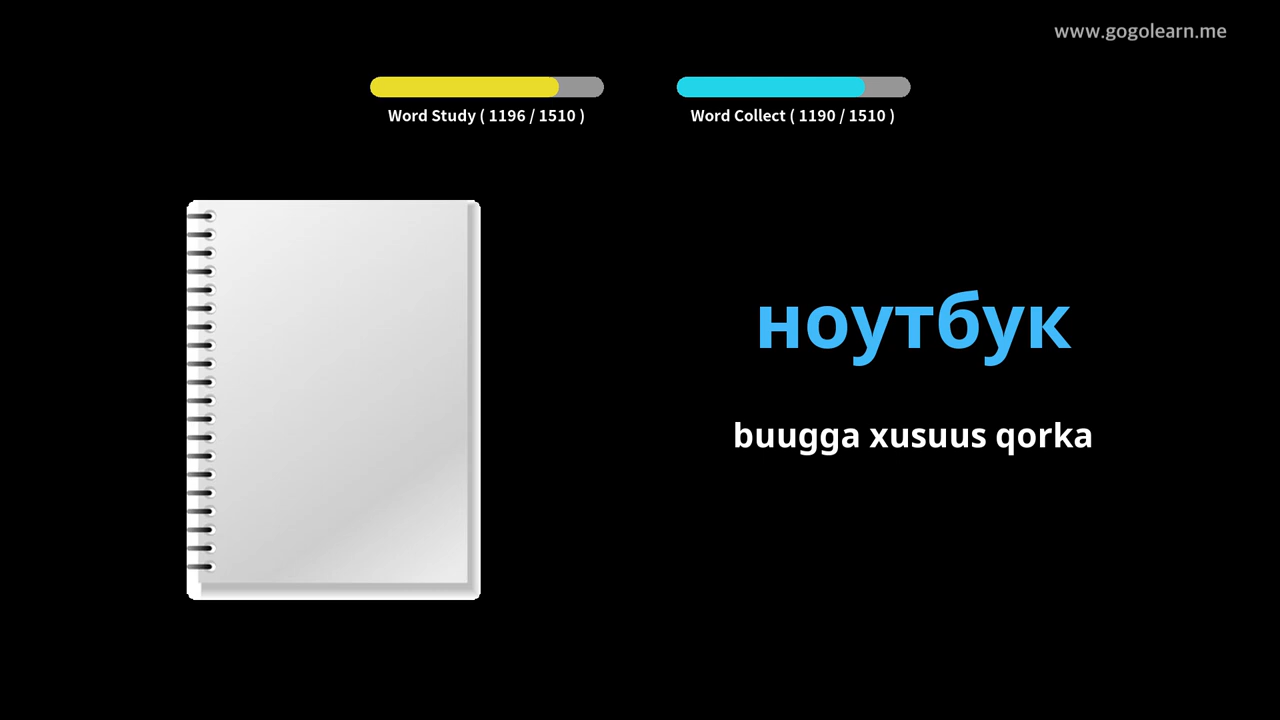 www.gogolearn.me
Word Study ( 1196 / 1510 )
Word Collect ( 1190 / 1510 )
ноутбук
buugga xusuus qorka